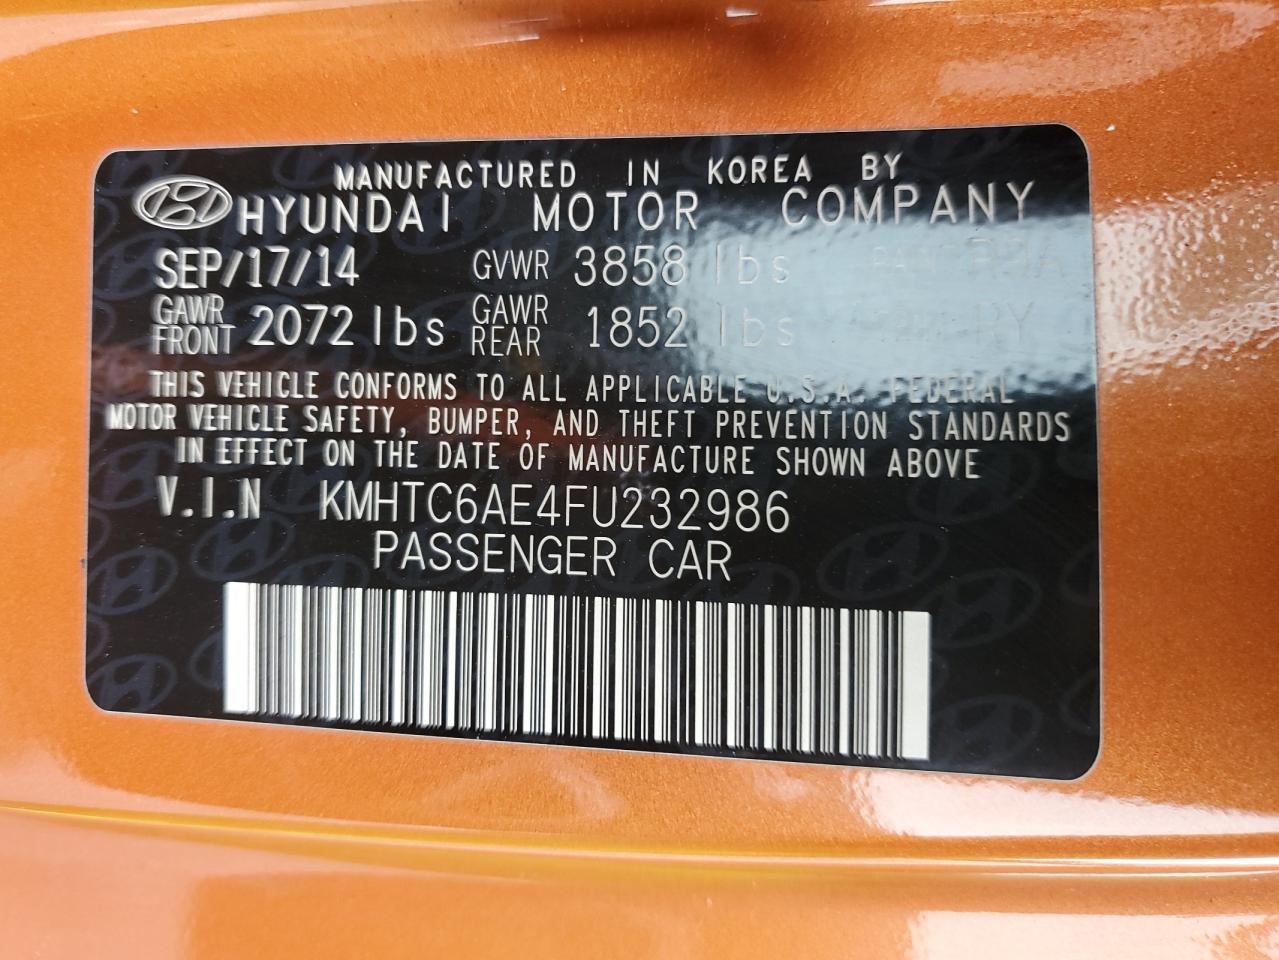 MANUFACTURED IN KOREA BY
HYUNDAI MOTOR COMPANY
SEP/17/14 GVWR 3858 lbs
GAWR FRONT 2072 lbs GAWR REAR 1852 lbs
THIS VEHICLE CONFORMS TO ALL APPLICABLE U.S.A. FEDERAL
MOTOR VEHICLE SAFETY, BUMPER, AND THEFT PREVENTION STANDARDS
IN EFFECT ON THE DATE OF MANUFACTURE SHOWN ABOVE
V.I.N KMHTC6AE4FU232986
PASSENGER CAR